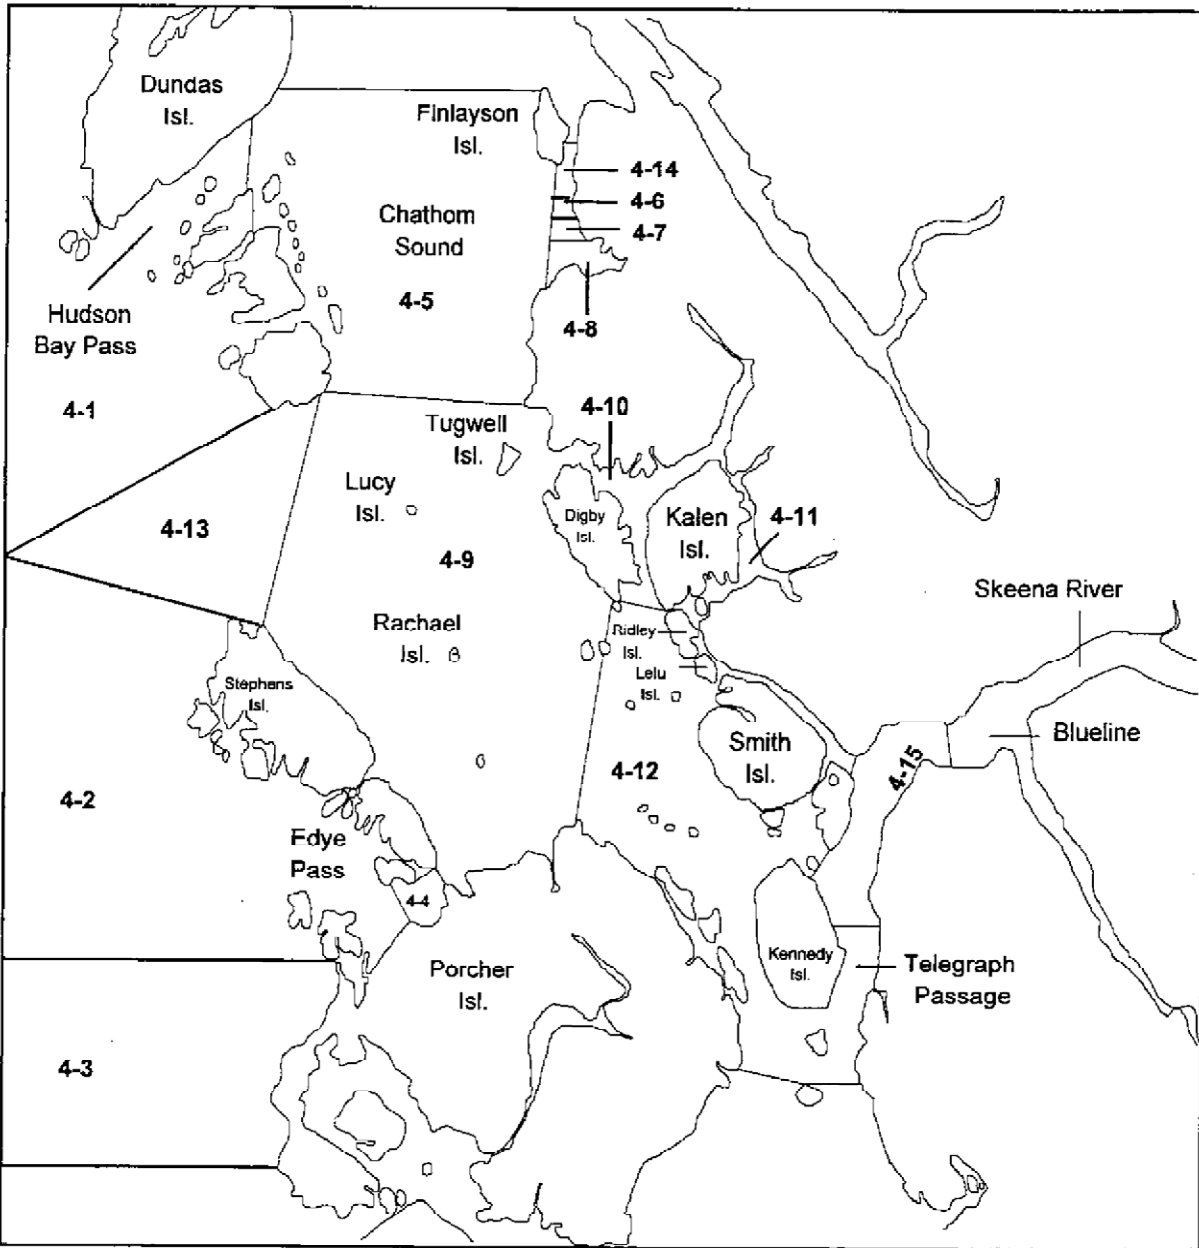 Dundas
Isl.
Finlayson
Isl.
4-14
4-6
4-7
Chathom
Sound
4-5
4-8
Hudson
Bay Pass
4-1
4-10
Tugwell
Isl.
Lucy
Isl.
Digby
Isl.
Kalen
Isl.
4-11
4-13
4-9
Skeena River
Rachael
Isl.
Ridley
Isl.
Lelu
Isl.
Stephens
Isl.
Smith
Isl.
Blueline
4-12
4-15
4-2
Edye
Pass
4-4
Porcher
Isl.
Kennedy
Isl.
Telegraph
Passage
4-3